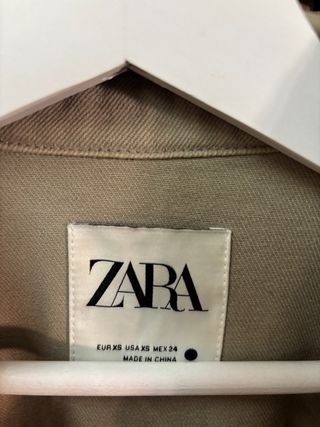 ZARA
EUR XS USA XS MEX 24
MADE IN CHINA